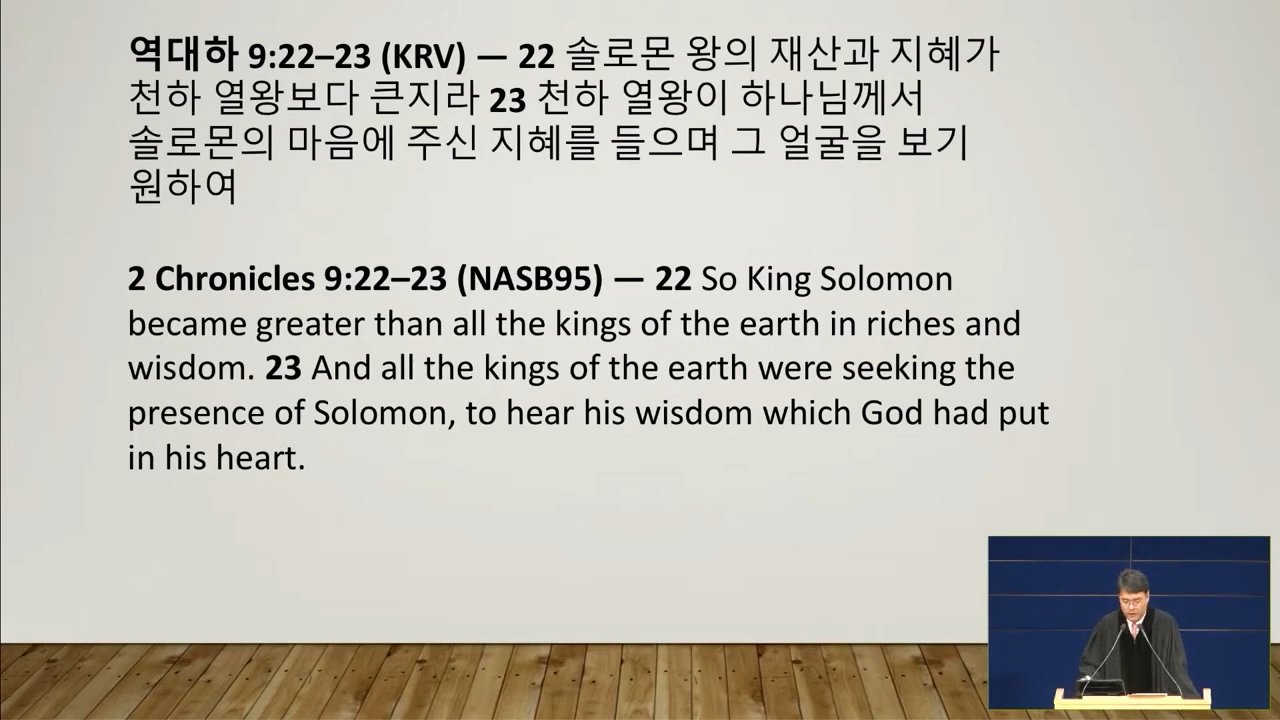 역대하 9:22–23 (KRV) — 22 솔로몬 왕의 재산과 지혜가
천하 열왕보다 큰지라 23 천하 열왕이 하나님께서
솔로몬의 마음에 주신 지혜를 들으며 그 얼굴을 보기
원하여
2 Chronicles 9:22–23 (NASB95) — 22 So King Solomon
became greater than all the kings of the earth in riches and
wisdom. 23 And all the kings of the earth were seeking the
presence of Solomon, to hear his wisdom which God had put
in his heart.